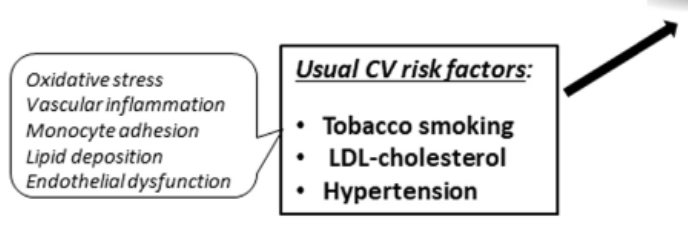 Oxidative stress
Vascular inflammation
Monocyte adhesion
Lipid deposition
Endothelial dysfunction
Usual CV risk factors:
• Tobacco smoking
• LDL-cholesterol
• Hypertension